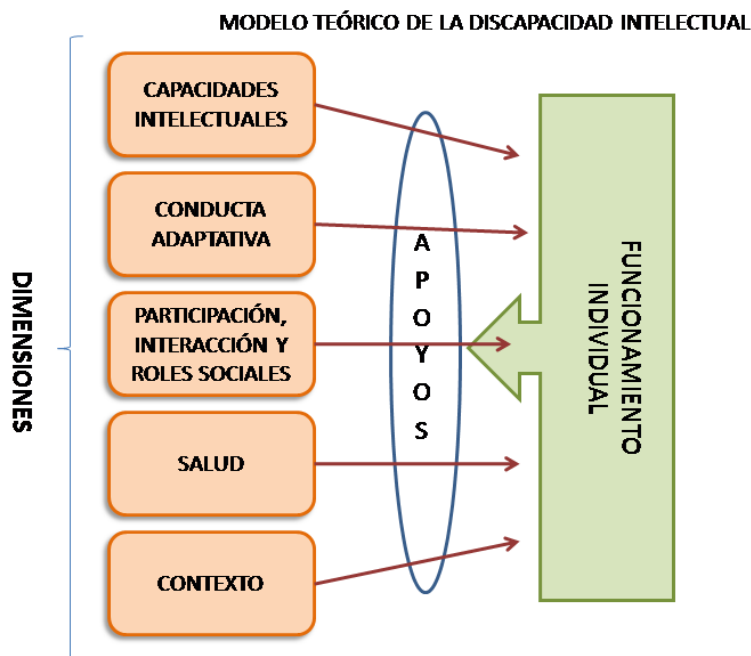 MODELO TEÓRICO DE LA DISCAPACIDAD INTELECTUAL
DIMENSIONES
CAPACIDADES
INTELECTUALES
CONDUCTA
ADAPTATIVA
PARTICIPACIÓN,
INTERACCIÓN Y
ROLES SOCIALES
SALUD
CONTEXTO
APOYOS
FUNCIONAMIENTO
INDIVIDUAL